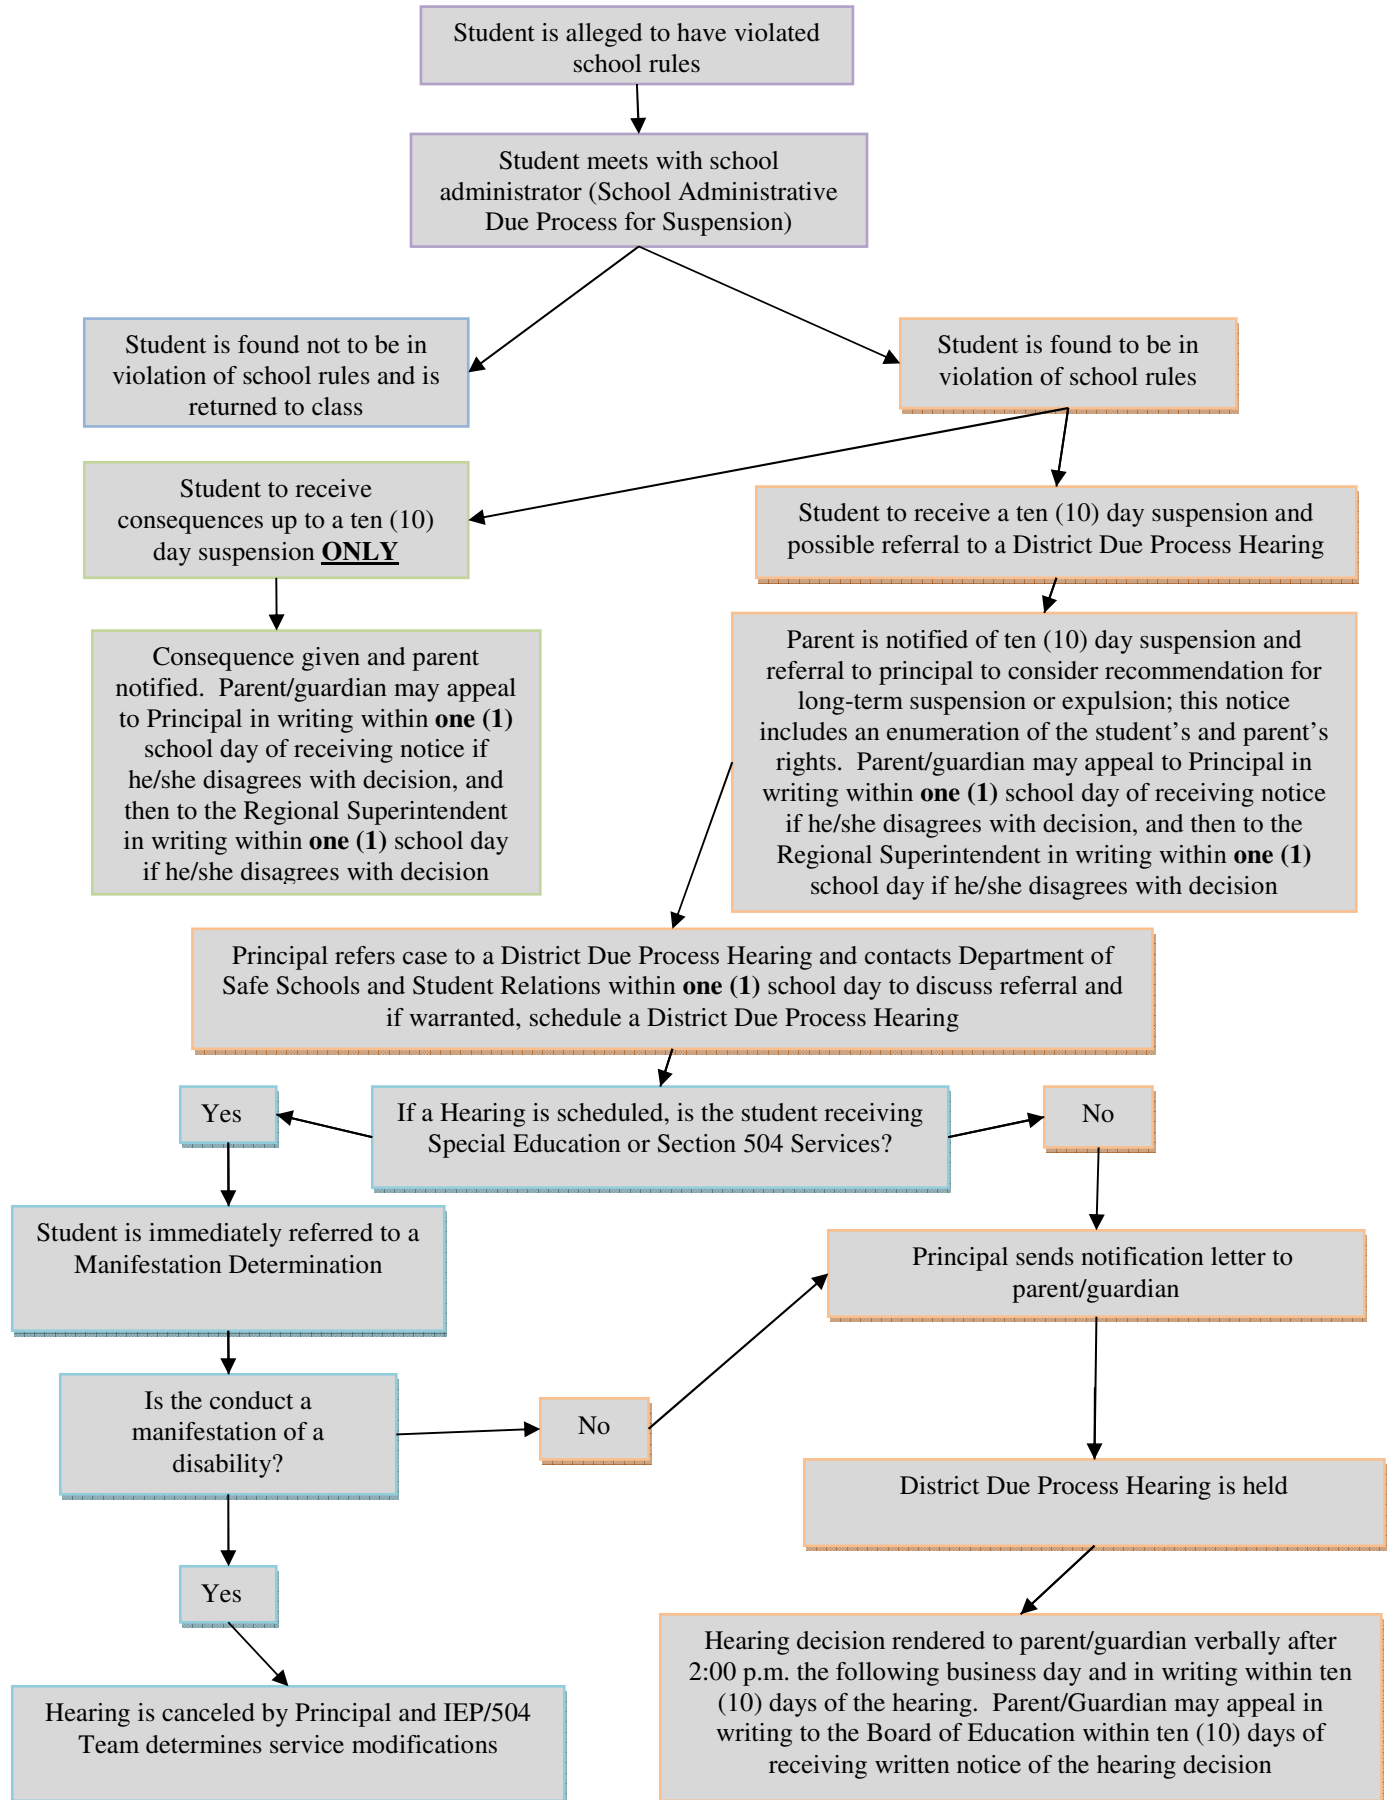 Student is alleged to have violated
school rules
Student meets with school
administrator (School Administrative
Due Process for Suspension)
Student is found not to be in
violation of school rules and is
returned to class
Student is found to be in
violation of school rules
Student to receive
consequences up to a ten (10)
day suspension ONLY
Student to receive a ten (10) day suspension and
possible referral to a District Due Process Hearing
Consequence given and parent
notified.  Parent/guardian may appeal
to Principal in writing within one (1)
school day of receiving notice if
he/she disagrees with decision, and
then to the Regional Superintendent
in writing within one (1) school day
if he/she disagrees with decision
Parent is notified of ten (10) day suspension and
referral to principal to consider recommendation for
long-term suspension or expulsion; this notice
includes an enumeration of the student’s and parent’s
rights.  Parent/guardian may appeal to Principal in
writing within one (1) school day of receiving notice
if he/she disagrees with decision, and then to the
Regional Superintendent in writing within one (1)
school day if he/she disagrees with decision
Principal refers case to a District Due Process Hearing and contacts Department of
Safe Schools and Student Relations within one (1) school day to discuss referral and
if warranted, schedule a District Due Process Hearing
Yes
If a Hearing is scheduled, is the student receiving
Special Education or Section 504 Services?
No
Student is immediately referred to a
Manifestation Determination
Principal sends notification letter to
parent/guardian
Is the conduct a
manifestation of a
disability?
No
District Due Process Hearing is held
Yes
Hearing is canceled by Principal and IEP/504
Team determines service modifications
Hearing decision rendered to parent/guardian verbally after
2:00 p.m. the following business day and in writing within ten
(10) days of the hearing.  Parent/Guardian may appeal in
writing to the Board of Education within ten (10) days of
receiving written notice of the hearing decision